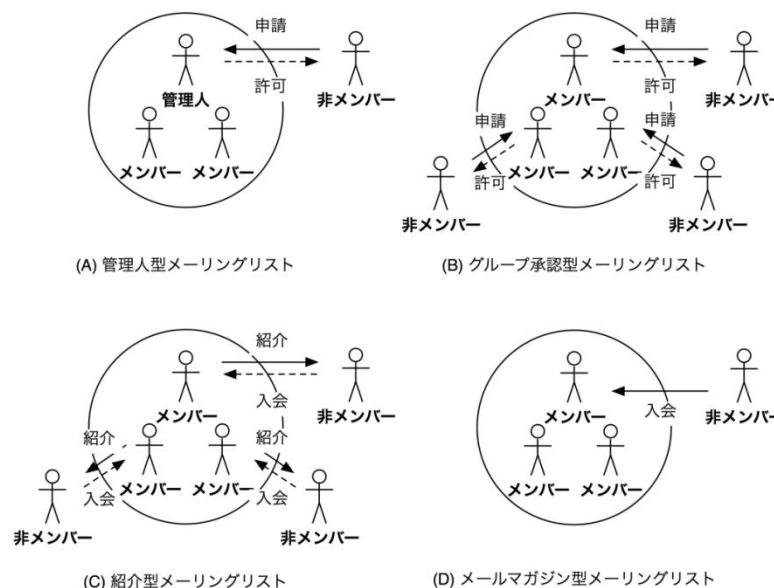 申請
許可
管理人
非メンバー
メンバー
メンバー
(A) 管理人型メーリングリスト
申請
許可
メンバー
非メンバー
申請
申請
メンバー
メンバー
許可
許可
非メンバー
非メンバー
(B) グループ承認型メーリングリスト
紹介
入会
メンバー
非メンバー
紹介
紹介
メンバー
メンバー
入会
入会
非メンバー
非メンバー
(C) 紹介型メーリングリスト
入会
メンバー
非メンバー
メンバー
メンバー
(D) メールマガジン型メーリングリスト